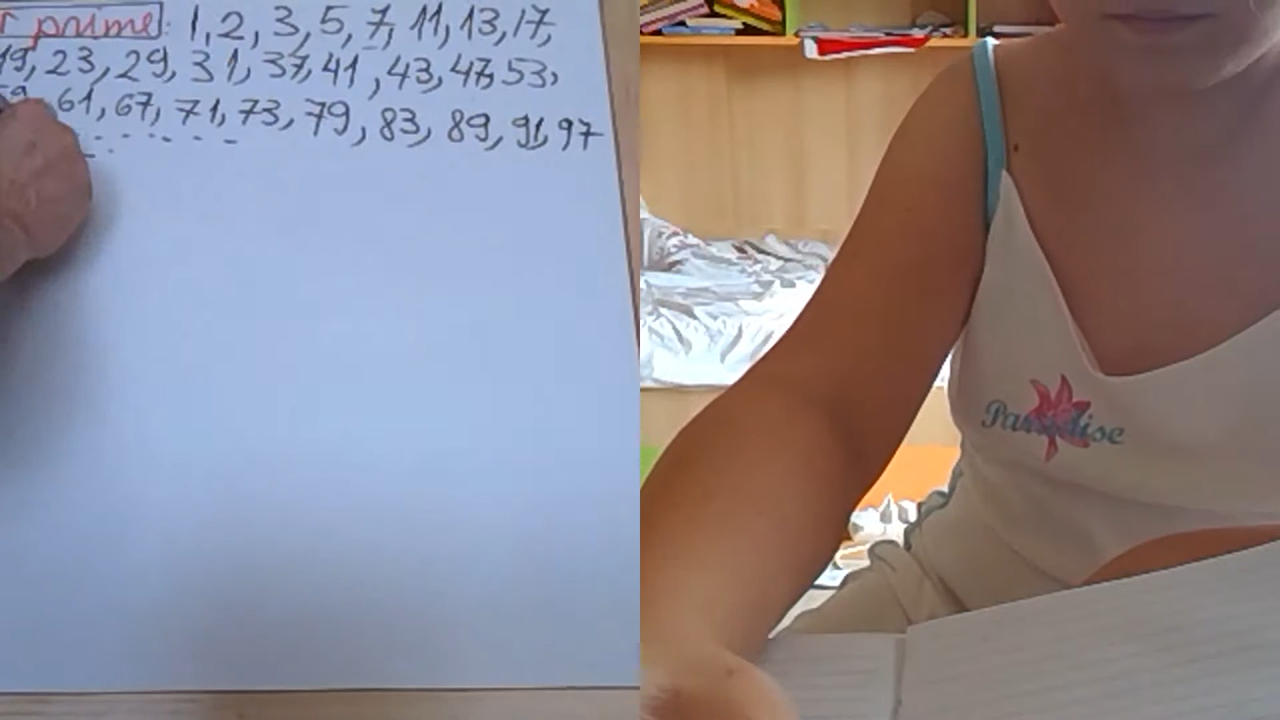 r prime: 1, 2, 3, 5, 7, 11, 13, 17,
19, 23, 29, 31, 37, 41, 43, 47, 53,
59, 61, 67, 71, 73, 79, 83, 89, 91, 97
Paradise